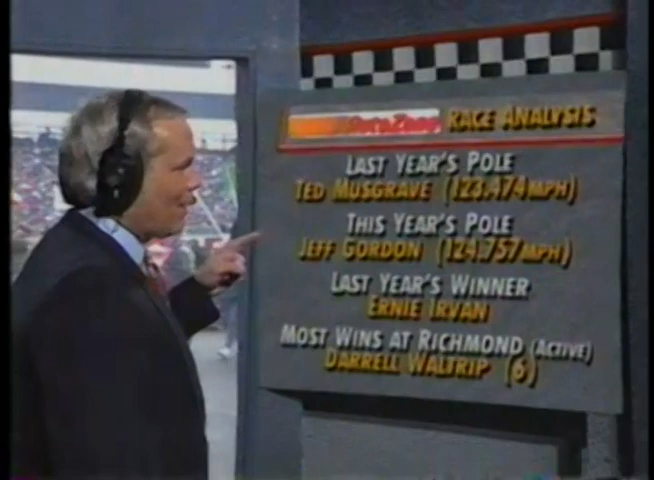 RACE ANALYSIS
LAST YEAR'S POLE
TED MUSGRAVE (123.474MPH)
THIS YEAR'S POLE
JEFF GORDON (124.757MPH)
LAST YEAR'S WINNER
ERNIE IRVAN
MOST WINS AT RICHMOND (ACTIVE)
DARRELL WALTRIP (6)